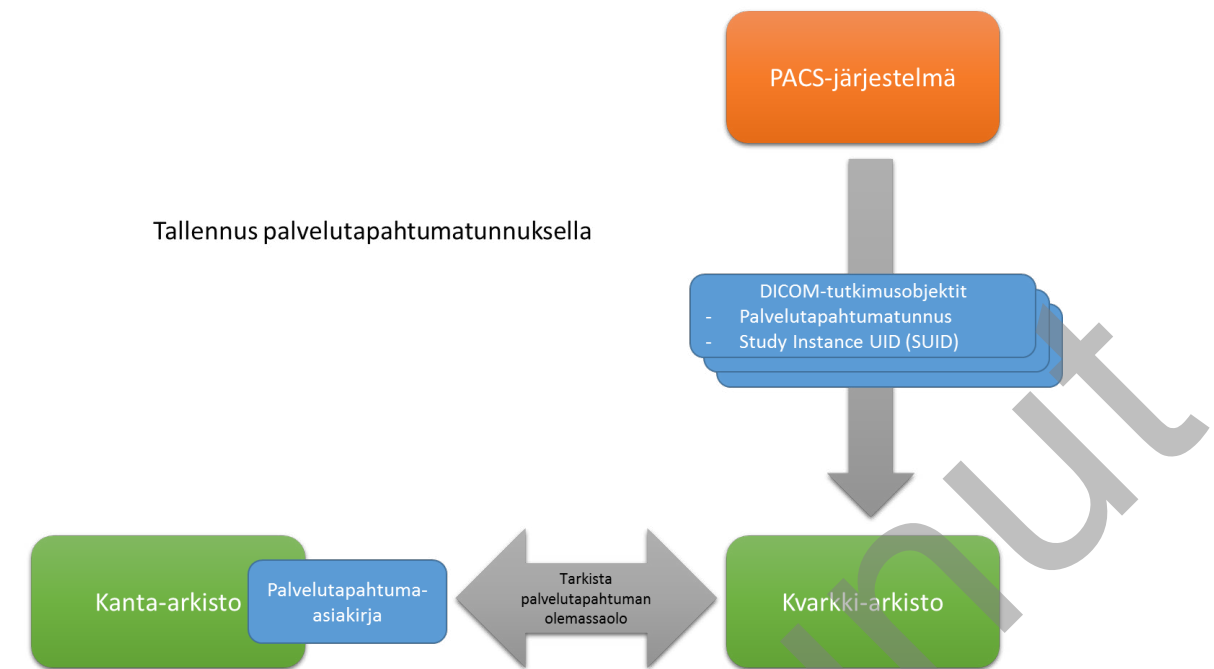 PACS-järjestelmä
Tallennus palvelutapahtumatunnuksella
DICOM-tutkimusobjektit
- Palvelutapahtumatunnus
- Study Instance UID (SUID)
Kanta-arkisto
Palvelutapahtuma-
asiakirja
Tarkista
palvelutapahtuman
olemassaolo
Kvarkki-arkisto
nut